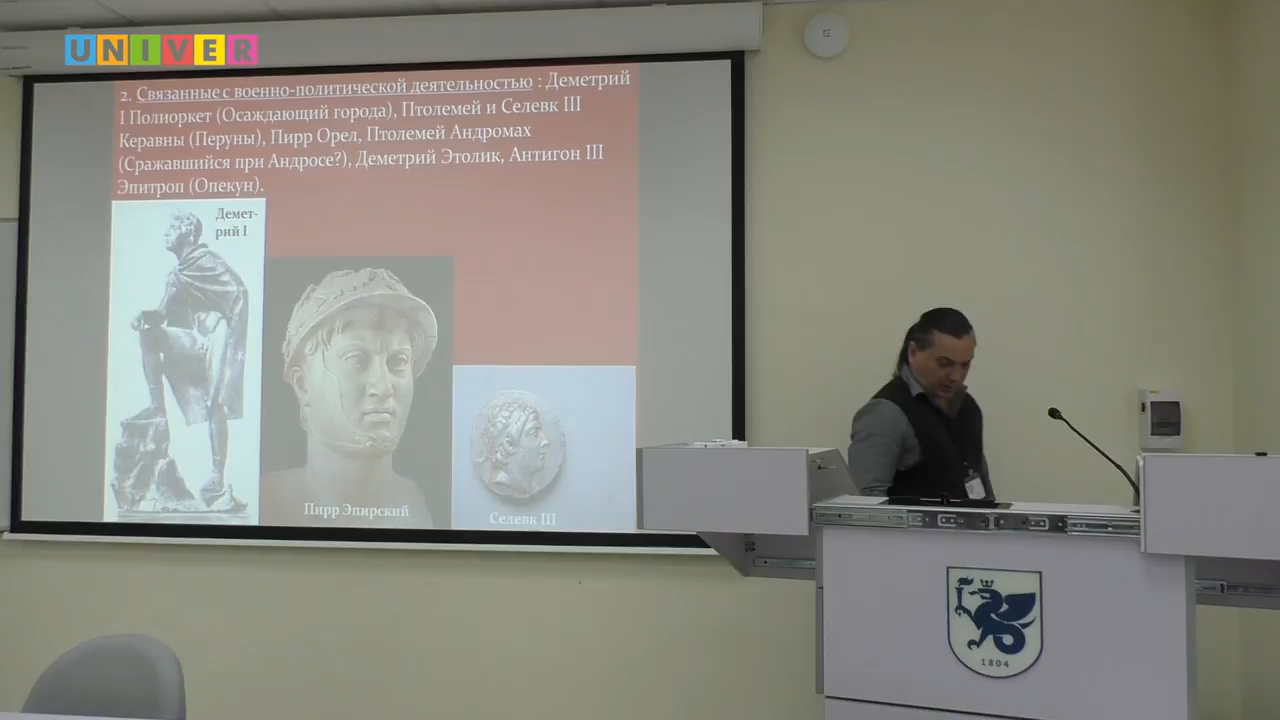 UNIVER
2. Связанные с военно-политической деятельностью : Деметрий
I Полиоркет (Осаждающий города), Птолемей и Селевк III
Керавны (Перуны), Пирр Орел, Птолемей Андромах
(Сражавшийся при Андросе?), Деметрий Этолик, Антигон III
Эпитроп (Опекун).
Демет-
рий I
Пирр Эпирский
Селевк III
1804